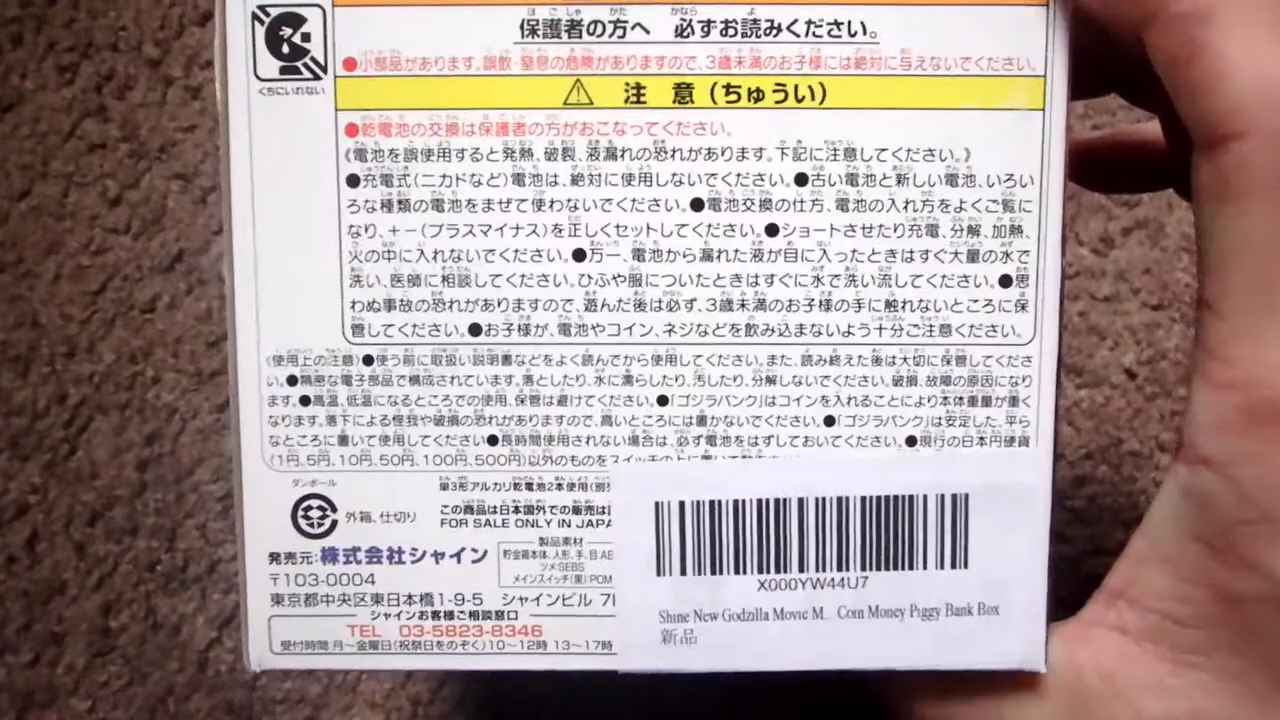 保護者の方へ 必ずお読みください。
●小部品があります。誤飲・窒息の危険がありますので、3歳未満のお子様には絶対に与えないでください。
くちにいれない
⚠ 注 意（ちゅうい）
●乾電池の交換は保護者の方がおこなってください。
《電池を誤使用すると発熱、破裂、液漏れの恐れがあります。下記に注意してください。》
●充電式(ニカドなど)電池は、絶対に使用しないでください。●古い電池と新しい電池、いろい
ろな種類の電池をまぜて使わないでください。●電池交換の仕方、電池の入れ方をよくご覧に
なり、+−(プラスマイナス)を正しくセットしてください。●ショートさせたり充電、分解、加熱、
火の中に入れないでください。●万一、電池から漏れた液が目に入ったときはすぐ大量の水で
洗い、医師に相談してください。ひふや服についたときはすぐに水で洗い流してください。●思
わぬ事故の恐れがありますので、遊んだ後は必ず、3歳未満のお子様の手に触れないところに保
管してください。●お子様が、電池やコイン、ネジなどを飲み込まないよう十分ご注意ください。
《使用上の注意》●使う前に取扱い説明書などをよく読んでから使用してください。また、読み終えた後は大切に保管してくださ
い。●精密な電子部品で構成されています。落としたり、水に濡らしたり、汚したり、分解しないでください。破損、故障の原因になり
ます。●高温、低温になるところでの使用、保管は避けてください。●「ゴジラバンク」はコインを入れることにより本体重量が重く
なります。落下による怪我や破損の恐れがありますので、高いところには置かないでください。●「ゴジラバンク」は安定した、平ら
なところに置いて使用してください●長時間使用されない場合は、必ず電池をはずしておいてください。●現行の日本円硬貨
(1円、5円、10円、50円、100円、500円)以外のものをスイッチの上に置いて
ダンボール
外箱、仕切り
単3形アルカリ乾電池2本使用(別
この商品は日本国外での販売は
FOR SALE ONLY IN JAPA
発売元:株式会社シャイン
〒103-0004
東京都中央区東日本橋1-9-5 シャインビル 7
製品素材
貯金箱本体、人形、手、目:AB
ツメ:SEBS
メインスイッチ(黒):POM
シャインお客様ご相談窓口
TEL 03-5823-8346
受付時間:月〜金曜日(祝祭日をのぞく)10〜12時 13〜17時
X000YW44U7
Shine New Godzilla Movie M... Coin Money Piggy Bank Box
新品